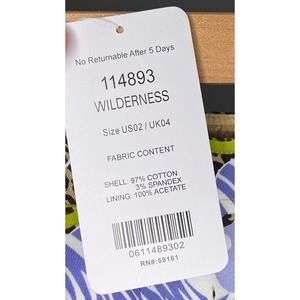 No Returnable After 5 Days
114893
WILDERNESS
Size US02 / UK04
FABRIC CONTENT
SHELL: 97% COTTON
3% SPANDEX
LINING: 100% ACETATE
0611489302
RN#:69161